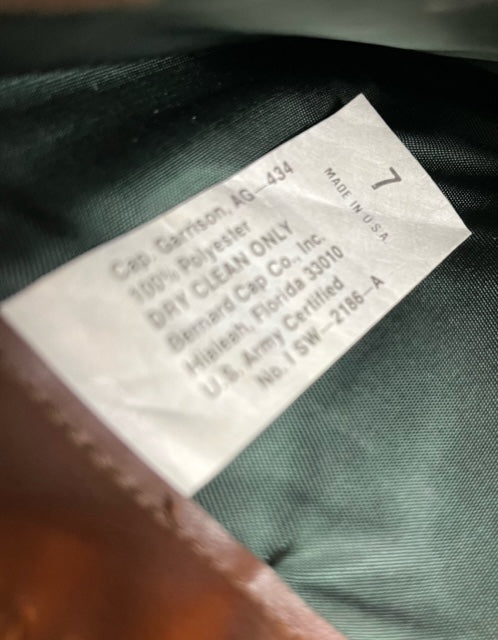 Cap, Garrison, AG-434
100% Polyester
DRY CLEAN ONLY
Bernard Cap Co., Inc.
Hialeah, Florida 33010
U.S. Army Certified
No. I SW-2186-A
7
MADE IN U.S.A.